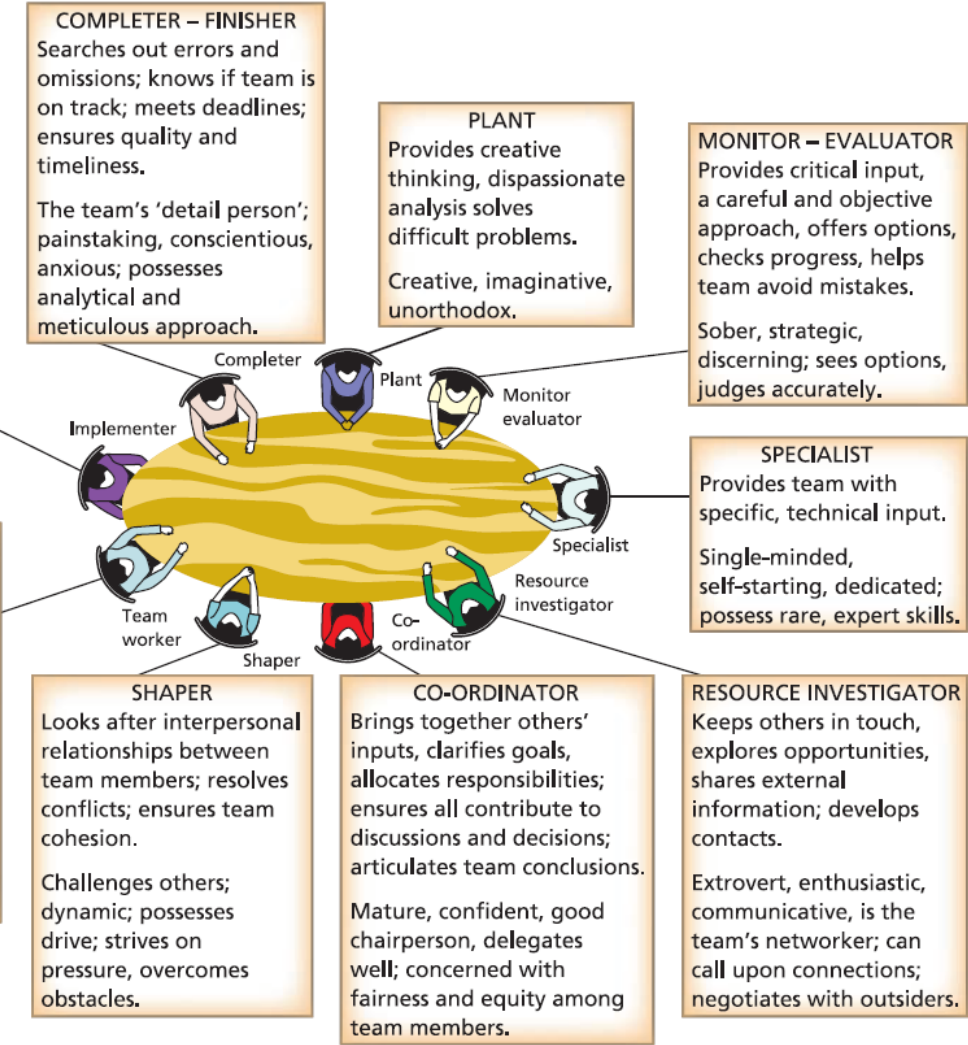 COMPLETER – FINISHER
Searches out errors and
omissions; knows if team is
on track; meets deadlines;
ensures quality and
timeliness.
The team's 'detail person';
painstaking, conscientious,
anxious; possesses
analytical and
meticulous approach.
PLANT
Provides creative
thinking, dispassionate
analysis solves
difficult problems.
Creative, imaginative,
unorthodox.
MONITOR – EVALUATOR
Provides critical input,
a careful and objective
approach, offers options,
checks progress, helps
team avoid mistakes.
Sober, strategic,
discerning; sees options,
judges accurately.
Completer
Plant
Monitor
evaluator
Implementer
Specialist
Resource
investigator
Co-
ordinator
Shaper
Team
worker
SPECIALIST
Provides team with
specific, technical input.
Single-minded,
self-starting, dedicated;
possess rare, expert skills.
SHAPER
Looks after interpersonal
relationships between
team members; resolves
conflicts; ensures team
cohesion.
Challenges others;
dynamic; possesses
drive; strives on
pressure, overcomes
obstacles.
CO-ORDINATOR
Brings together others'
inputs, clarifies goals,
allocates responsibilities;
ensures all contribute to
discussions and decisions;
articulates team conclusions.
Mature, confident, good
chairperson, delegates
well; concerned with
fairness and equity among
team members.
RESOURCE INVESTIGATOR
Keeps others in touch,
explores opportunities,
shares external
information; develops
contacts.
Extrovert, enthusiastic,
communicative, is the
team's networker; can
call upon connections;
negotiates with outsiders.